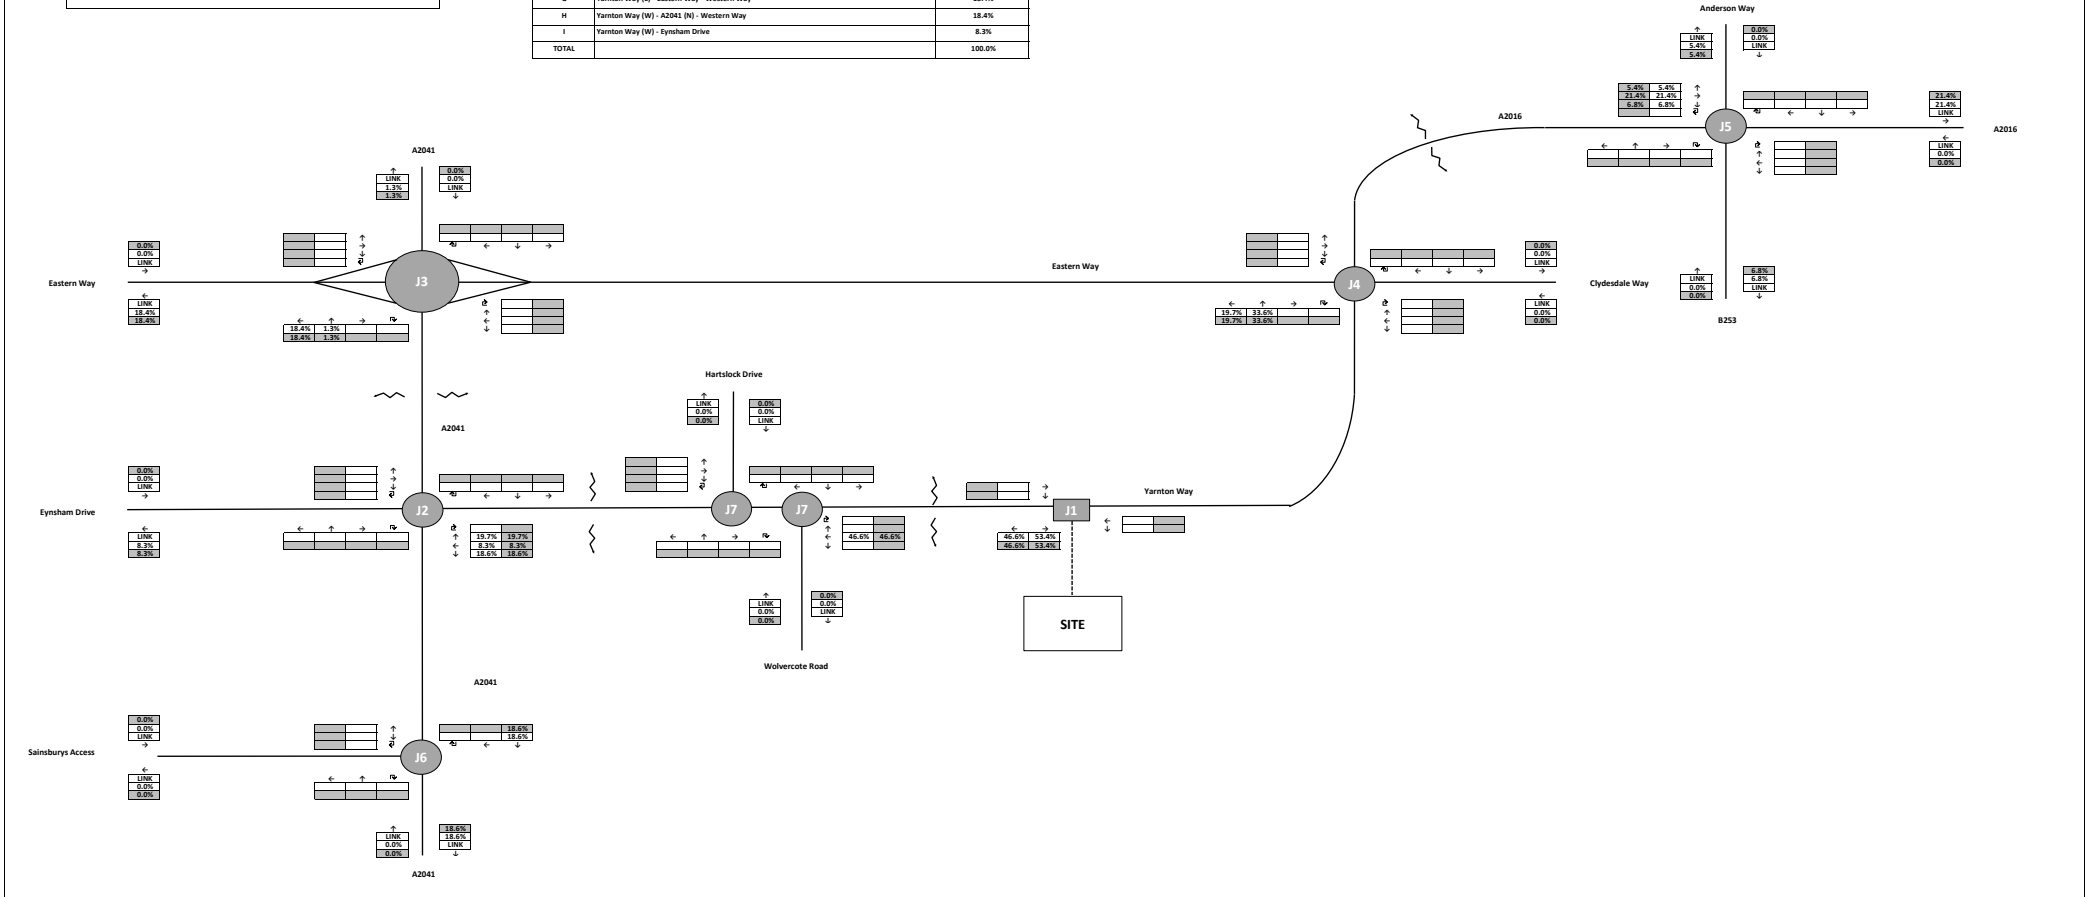 H Yarnton Way (W) - A2041 (N) - Western Way 18.4%
I Yarnton Way (W) - Eynsham Drive 8.3%
TOTAL 100.0%
Anderson Way
↑ LINK 5.4% 5.4%
0.0% 0.0% LINK ↓
5.4% 5.4% ↑
21.4% 21.4% →
6.8% 6.8% ↓
J5
A2016
21.4% 21.4% LINK →
← LINK 0.0% 0.0%
A2016
↑ LINK 0.0% 0.0%
6.8% 6.8% LINK ↓
B253
A2041
↑ LINK 1.3% 1.3%
0.0% 0.0% LINK ↓
Eastern Way
0.0% 0.0% LINK →
← LINK 18.4% 18.4%
J3
18.4% 1.3%
18.4% 1.3%
Eastern Way
J4
19.7% 33.6%
19.7% 33.6%
0.0% 0.0% LINK →
← LINK 0.0% 0.0%
Clydesdale Way
A2041
Hartslock Drive
↑ LINK 0.0% 0.0%
0.0% 0.0% LINK ↓
Eynsham Drive
0.0% 0.0% LINK →
← LINK 8.3% 8.3%
J2
19.7% 19.7%
8.3% 8.3%
18.6% 18.6%
J7
J7
46.6% 46.6%
Yarnton Way
J1
46.6% 53.4%
46.6% 53.4%
SITE
↑ LINK 0.0% 0.0%
0.0% 0.0% LINK ↓
Wolvercote Road
A2041
Sainsburys Access
0.0% 0.0% LINK →
← LINK 0.0% 0.0%
J6
18.6%
18.6%
↑ LINK 0.0% 0.0%
18.6% 18.6% LINK ↓
A2041